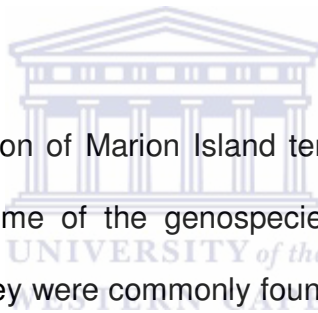 on of Marion Island ter
me of the genospecie
UNIVERSITY of the
ey were commonly foun
WESTERN CAPE